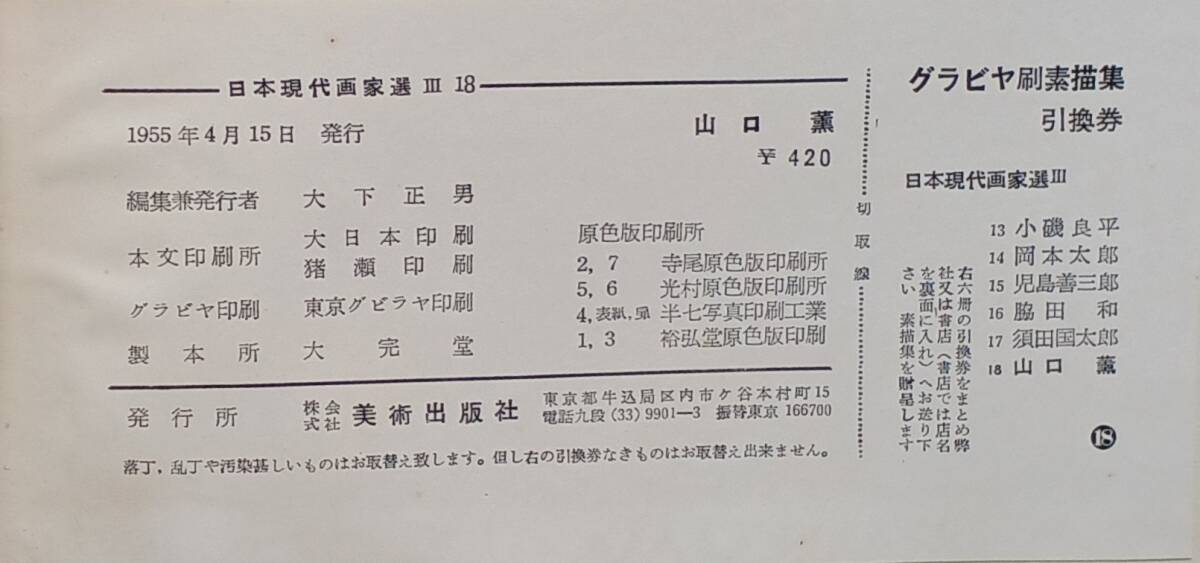 日本現代画家選 Ⅲ 18
1955年4月15日 発行
山口 薫
￥420
編集兼発行者 大下正男
本文印刷所 大日本印刷
猪瀬印刷
グラビヤ印刷 東京グビラヤ印刷
製本所 大完堂
原色版印刷所
2, 7 寺尾原色版印刷所
5, 6 光村原色版印刷所
4,表紙,扉 半七写真印刷工業
1, 3 裕弘堂原色版印刷
発行所 株式会社 美術出版社
東京都牛込局区内市ケ谷本村町15
電話九段(33)9901―3 振替東京166700
落丁，乱丁や汚染甚しいものはお取替え致します。但し右の引換券なきものはお取替え出来ません。
切取線
グラビヤ刷素描集
引換券
日本現代画家選Ⅲ
13 小磯良平
14 岡本太郎
15 児島善三郎
16 脇田和
17 須田国太郎
18 山口薫
右六冊の引換券をまとめ弊
社又は書店（書店では店名
を裏面に入れ）へお送り下
さい 素描集を贈呈します
⓲